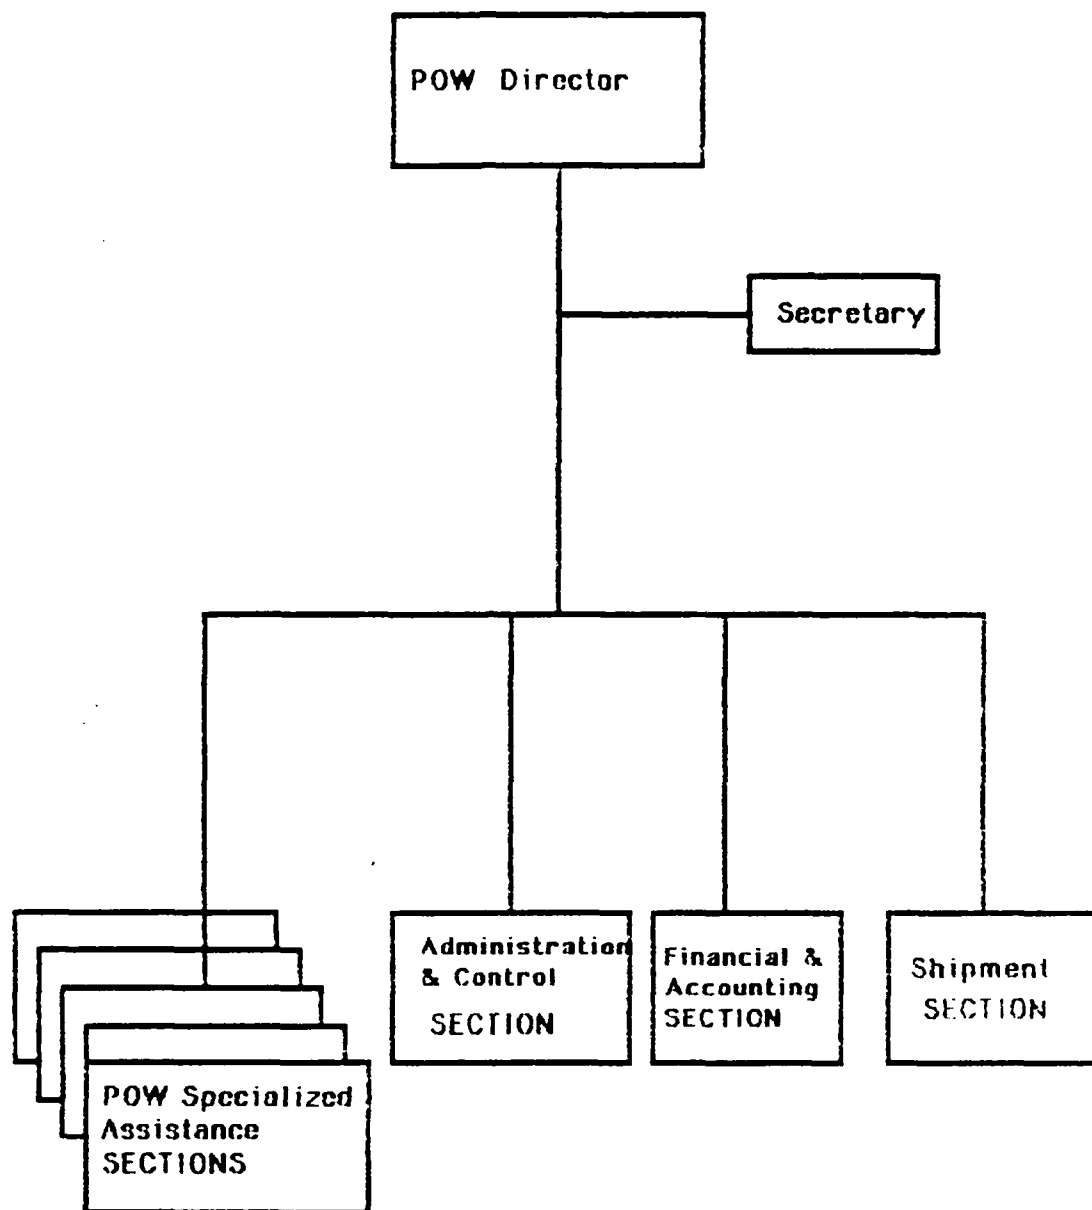 POW Director
Secretary
Administration
& Control
SECTION
Financial &
Accounting
SECTION
Shipment
SECTION
POW Specialized
Assistance
SECTIONS